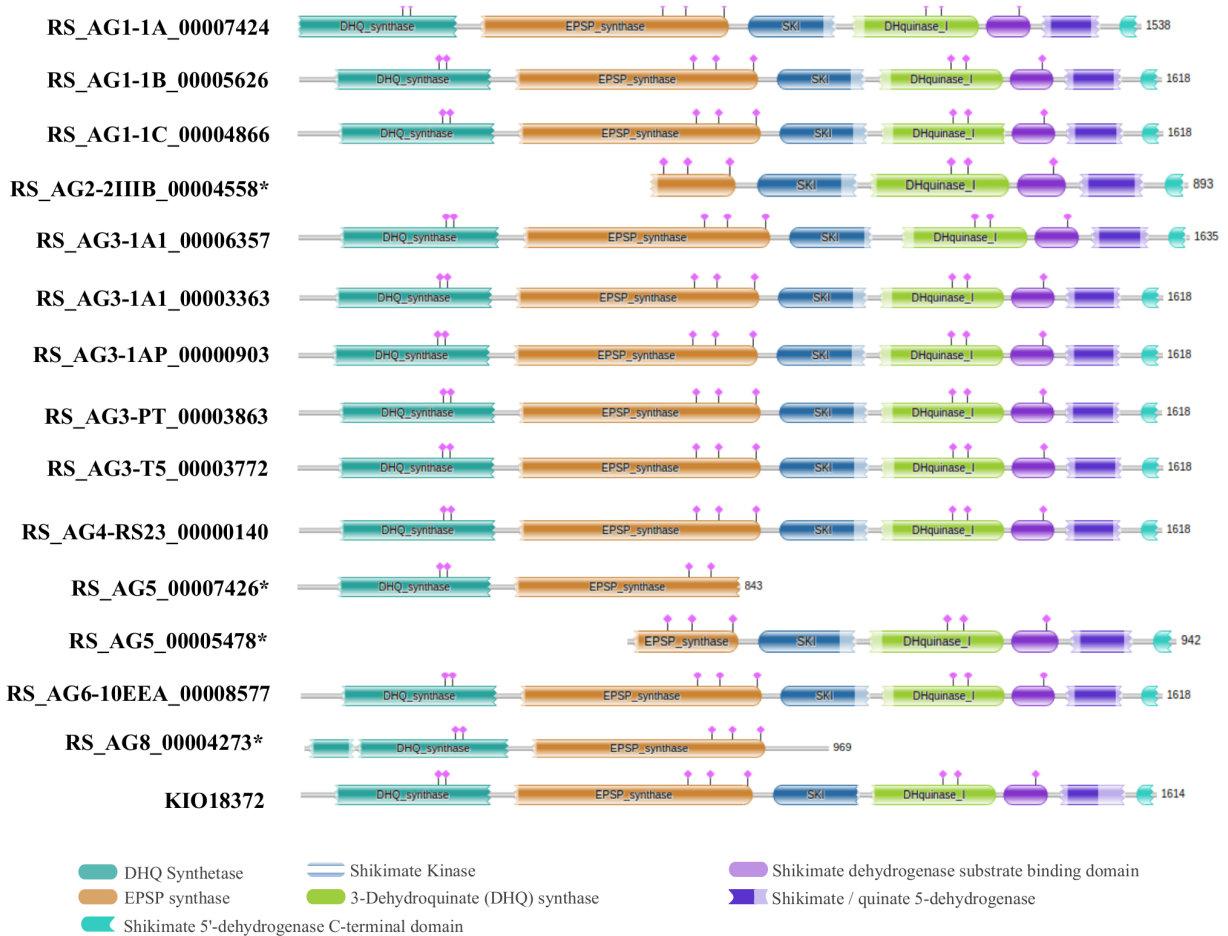 RS_AG1-1A_00007424 DHQ_synthase EPSP_synthase SKI DHquinase_I 1538
RS_AG1-1B_00005626 DHQ_synthase EPSP_synthase SKI DHquinase_I 1618
RS_AG1-1C_00004866 DHQ_synthase EPSP_synthase SKI DHquinase_I 1618
RS_AG2-2IIIB_00004558* SKI DHquinase_I 893
RS_AG3-1A1_00006357 DHQ_synthase EPSP_synthase SKI DHquinase_I 1635
RS_AG3-1A1_00003363 DHQ_synthase EPSP_synthase SKI DHquinase_I 1618
RS_AG3-1AP_00000903 DHQ_synthase EPSP_synthase SKI DHquinase_I 1618
RS_AG3-PT_00003863 DHQ_synthase EPSP_synthase SKI DHquinase_I 1618
RS_AG3-T5_00003772 DHQ_synthase EPSP_synthase SKI DHquinase_I 1618
RS_AG4-RS23_00000140 DHQ_synthase EPSP_synthase SKI DHquinase_I 1618
RS_AG5_00007426* DHQ_synthase EPSP_synthase 843
RS_AG5_00005478* EPSP_synthase SKI DHquinase_I 942
RS_AG6-10EEA_00008577 DHQ_synthase EPSP_synthase SKI DHquinase_I 1618
RS_AG8_00004273* DHQ_synthase EPSP_synthase 969
KIO18372 DHQ_synthase EPSP_synthase SKI DHquinase_I 1614
DHQ Synthetase Shikimate Kinase Shikimate dehydrogenase substrate binding domain
EPSP synthase 3-Dehydroquinate (DHQ) synthase Shikimate / quinate 5-dehydrogenase
Shikimate 5'-dehydrogenase C-terminal domain